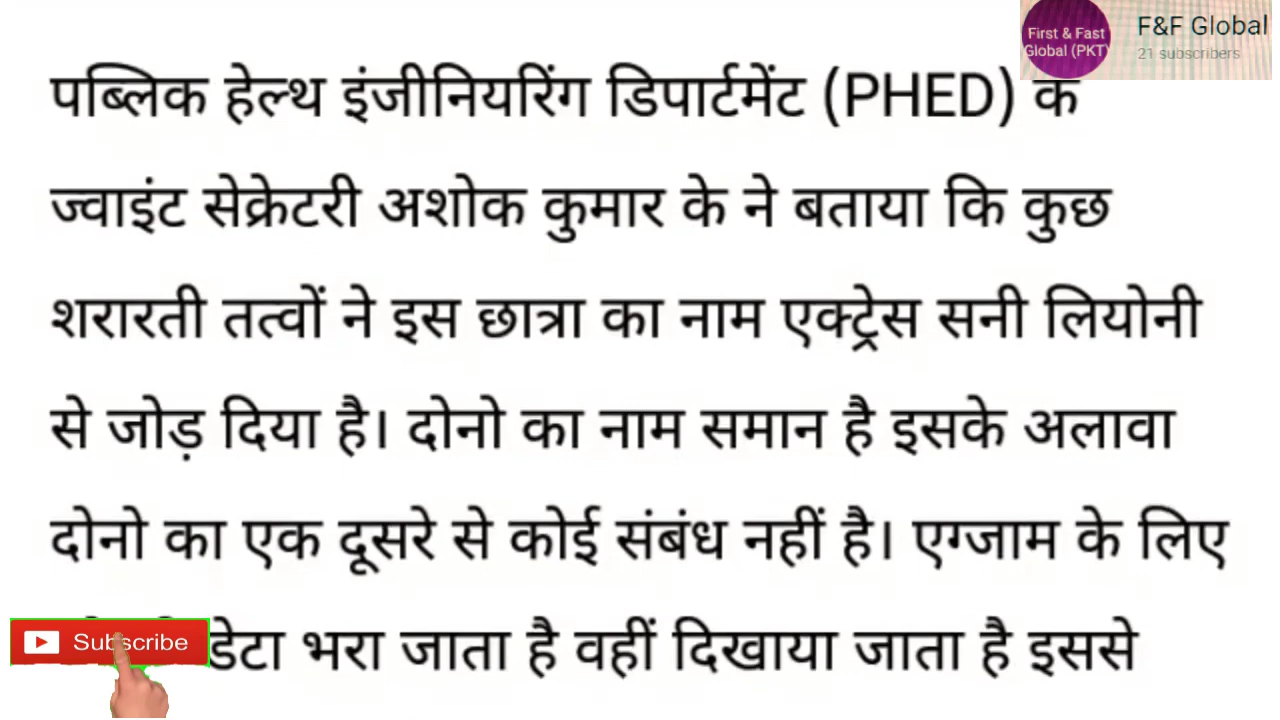 First & Fast
Global (PKT)
F&F Global
21 subscribers
पब्लिक हेल्थ इंजीनियरिंग डिपार्टमेंट (PHED)
ज्वाइंट सेक्रेटरी अशोक कुमार के ने बताया कि कुछ
शरारती तत्वों ने इस छात्रा का नाम एक्ट्रेस सनी लियोनी
से जोड़ दिया है। दोनो का नाम समान है इसके अलावा
दोनो का एक दूसरे से कोई संबंध नहीं है। एग्जाम के लिए
डेटा भरा जाता है वहीं दिखाया जाता है इससे
Subscribe